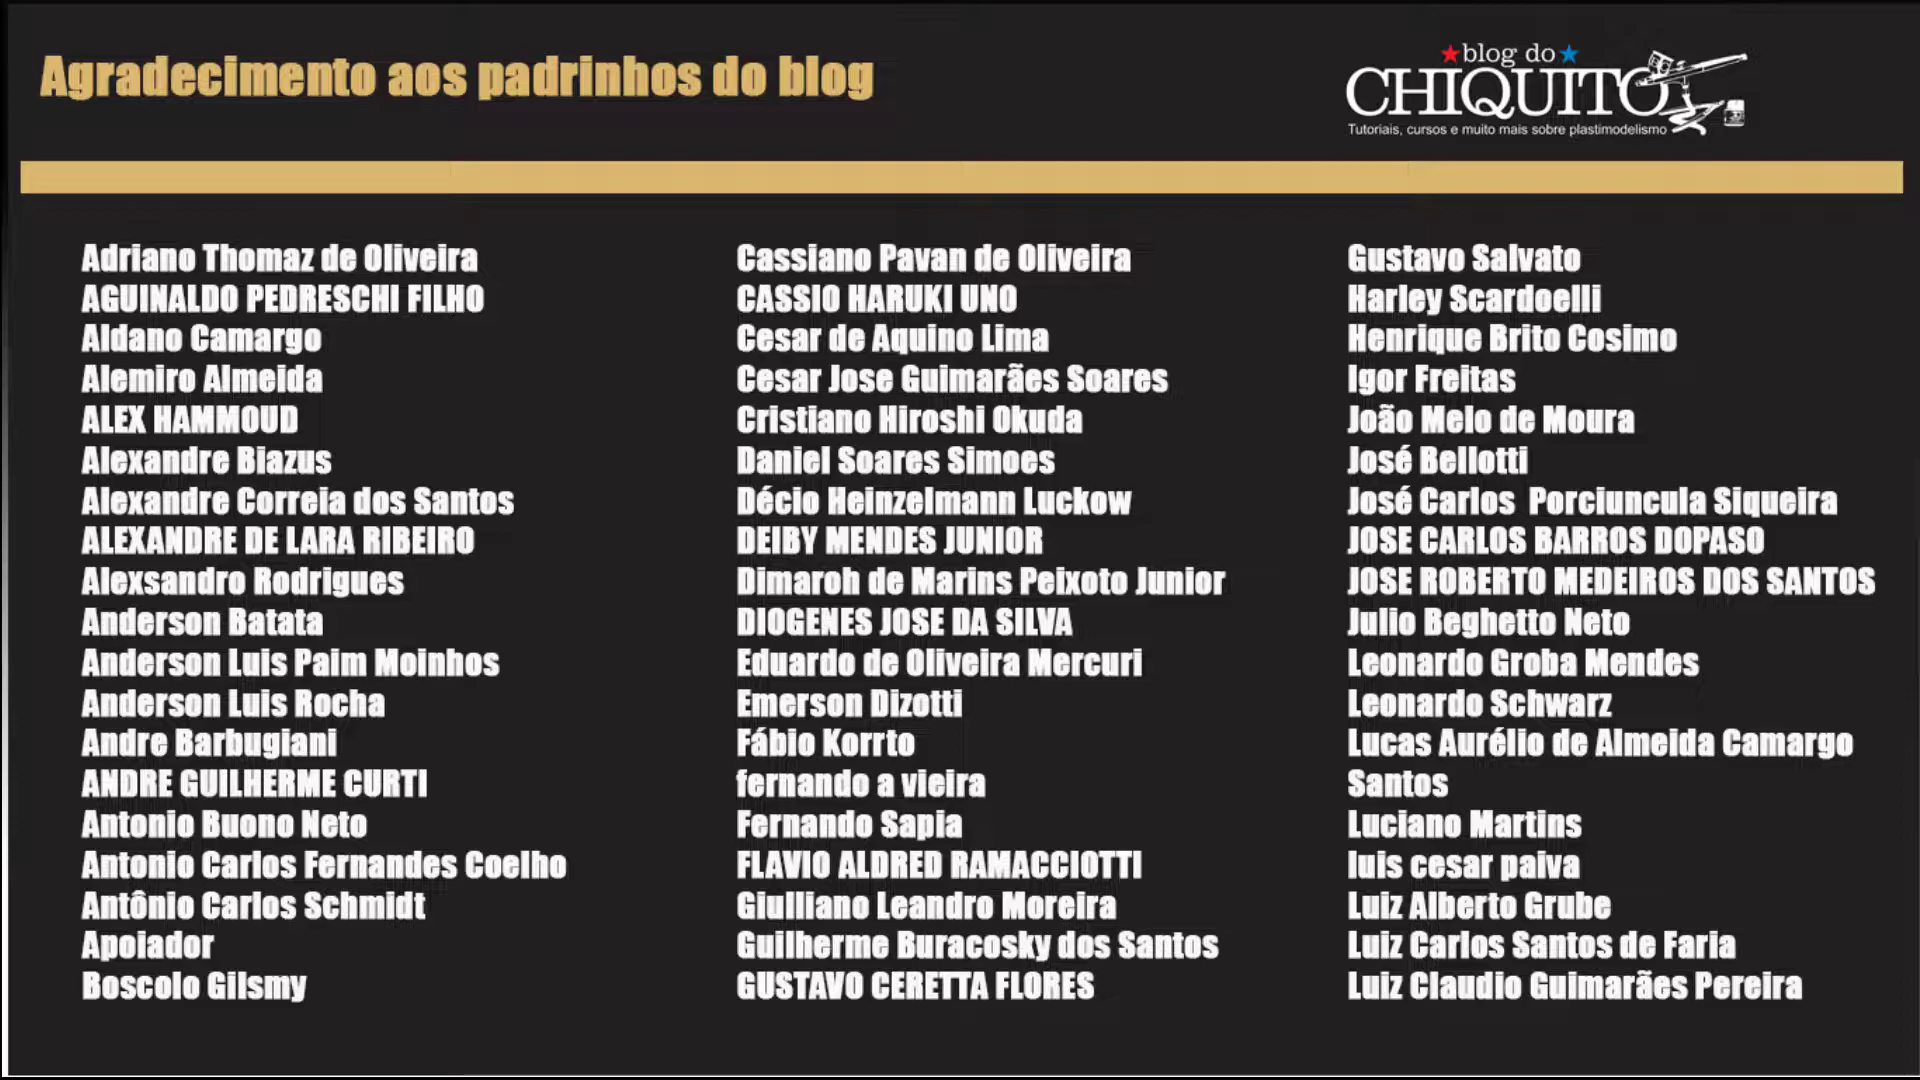 Agradecimento aos padrinhos do blog
blog do
CHIQUITO
Tutoriais, cursos e muito mais sobre plastimodelismo
Adriano Thomaz de Oliveira
AGUINALDO PEDRESCHI FILHO
Aldano Camargo
Alemiro Almeida
ALEX HAMMOUD
Alexandre Biazus
Alexandre Correia dos Santos
ALEXANDRE DE LARA RIBEIRO
Alexsandro Rodrigues
Anderson Batata
Anderson Luis Paim Moinhos
Anderson Luis Rocha
Andre Barbugiani
ANDRE GUILHERME CURTI
Antonio Buono Neto
Antonio Carlos Fernandes Coelho
Antônio Carlos Schmidt
Apoiador
Boscolo Gilsmy
Cassiano Pavan de Oliveira
CASSIO HARUKI UNO
Cesar de Aquino Lima
Cesar Jose Guimarães Soares
Cristiano Hiroshi Okuda
Daniel Soares Simoes
Décio Heinzelmann Luckow
DEIBY MENDES JUNIOR
Dimaroh de Marins Peixoto Junior
DIOGENES JOSE DA SILVA
Eduardo de Oliveira Mercuri
Emerson Dizotti
Fábio Korrto
fernando a vieira
Fernando Sapia
FLAVIO ALDRED RAMACCIOTTI
Giulliano Leandro Moreira
Guilherme Buracosky dos Santos
GUSTAVO CERETTA FLORES
Gustavo Salvato
Harley Scardoelli
Henrique Brito Cosimo
Igor Freitas
João Melo de Moura
José Bellotti
José Carlos  Porciuncula Siqueira
JOSE CARLOS BARROS DOPASO
JOSE ROBERTO MEDEIROS DOS SANTOS
Julio Beghetto Neto
Leonardo Groba Mendes
Leonardo Schwarz
Lucas Aurélio de Almeida Camargo
Santos
Luciano Martins
luis cesar paiva
Luiz Alberto Grube
Luiz Carlos Santos de Faria
Luiz Claudio Guimarães Pereira